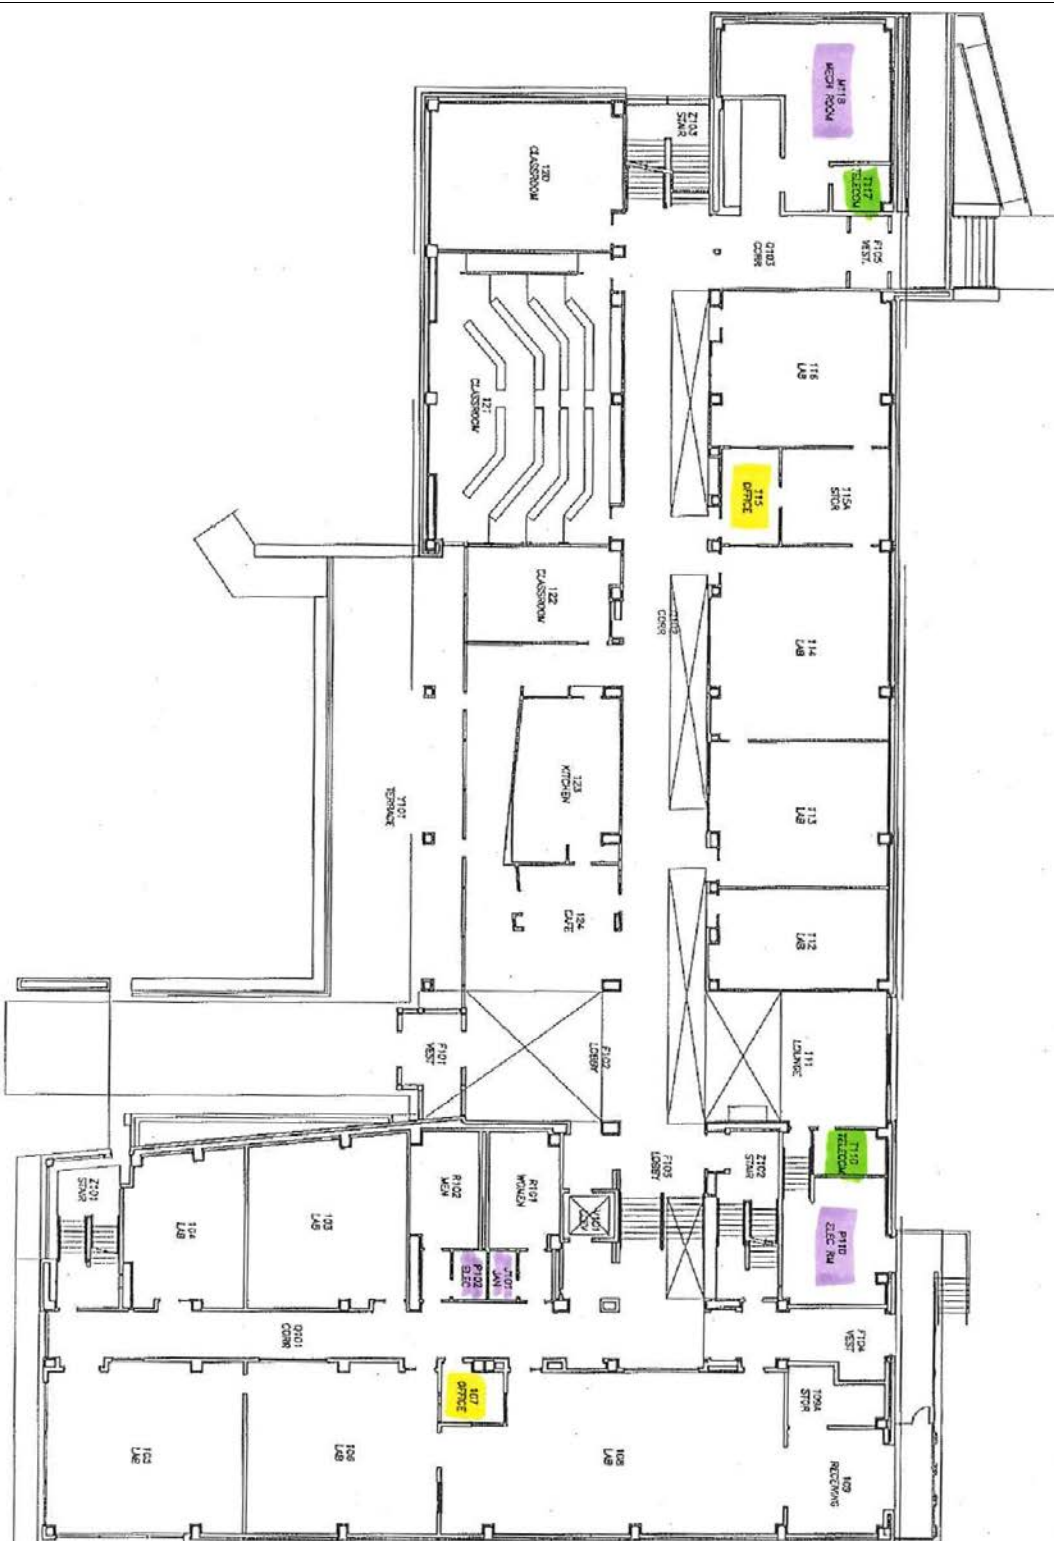 M118
MECH ROOM
T117
TELECOM
Z103
STAIR
120
CLASSROOM
F105
VEST.
Q103
CORR
116
LAB
121
CLASSROOM
115A
STOR
115
OFFICE
122
CLASSROOM
CORR
114
LAB
123
KITCHEN
113
LAB
Y101
TERRACE
124
CAFE
112
LAB
111
LOUNGE
F102
LOBBY
F101
VEST
T110
TELECOM
Z102
STAIR
F103
LOBBY
R101
WOMEN
R102
MEN
103
LAB
104
LAB
Z101
STAIR
P110
ELEC RM
J101
JAN
P102
ELEC
F104
VEST
Q101
CORR
109A
STOR
107
OFFICE
109
RECEIVING
108
LAB
106
LAB
105
LAB